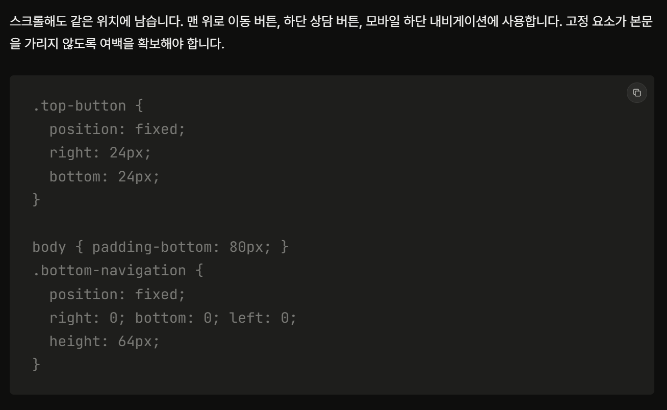 스크롤해도 같은 위치에 남습니다. 맨 위로 이동 버튼, 하단 상담 버튼, 모바일 하단 내비게이션에 사용합니다. 고정 요소가 본문
을 가리지 않도록 여백을 확보해야 합니다.
.top-button {
  position: fixed;
  right: 24px;
  bottom: 24px;
}
body { padding-bottom: 80px; }
.bottom-navigation {
  position: fixed;
  right: 0; bottom: 0; left: 0;
  height: 64px;
}